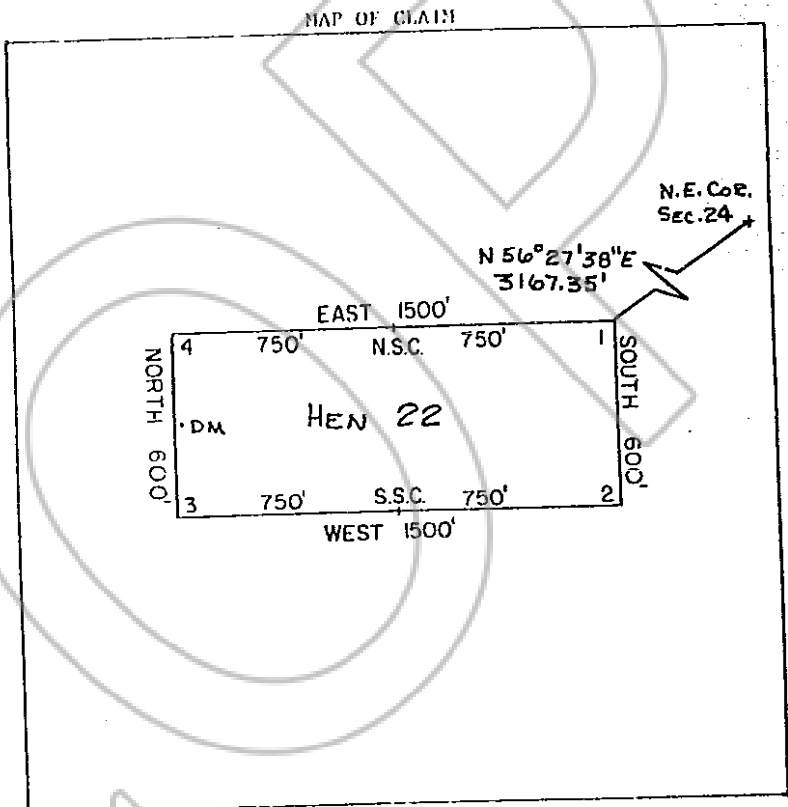 MAP OF CLAIM
N.E. COR.
SEC. 24
N 56°27'38"E
3167.35'
EAST 1500'
4 750' N.S.C. 750' 1
NORTH 600'
SOUTH 600'
DM HEN 22
3 750' S.S.C. 750' 2
WEST 1500'